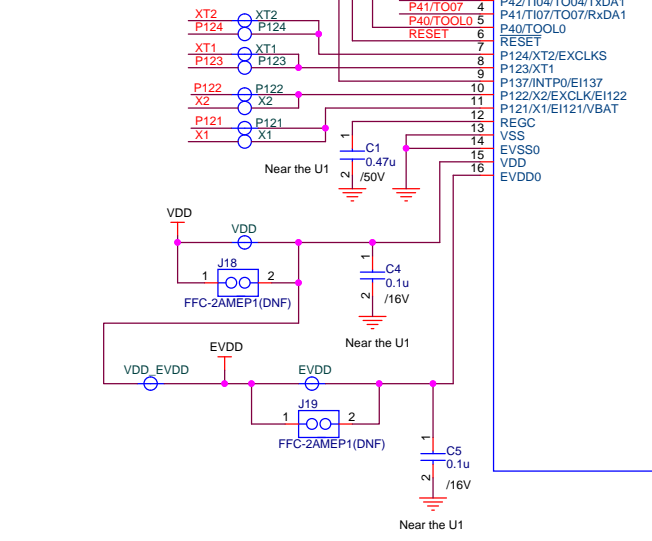 P42/TI04/TO04/TxDA1
P41/TO07 4 P41/TI07/TO07/RxDA1
P40/TOOL0 5 P40/TOOL0
RESET 6 RESET
XT2 XT2
P124 P124
7 P124/XT2/EXCLKS
XT1 XT1
8 P123/XT1
P123 P123
9 P137/INTP0/EI137
P122 P122
10 P122/X2/EXCLK/EI122
X2 X2
11 P121/X1/EI121/VBAT
P121 P121
12 REGC
X1 X1
13 VSS
14 EVSS0
15 VDD
16 EVDD0
1 C1
0.47u
2 /50V
Near the U1
VDD
VDD
J18
1 2
FFC-2AMEP1(DNF)
1 C4
0.1u
2 /16V
Near the U1
EVDD
VDD_EVDD EVDD
J19
1 2
FFC-2AMEP1(DNF)
1 C5
0.1u
2 /16V
Near the U1